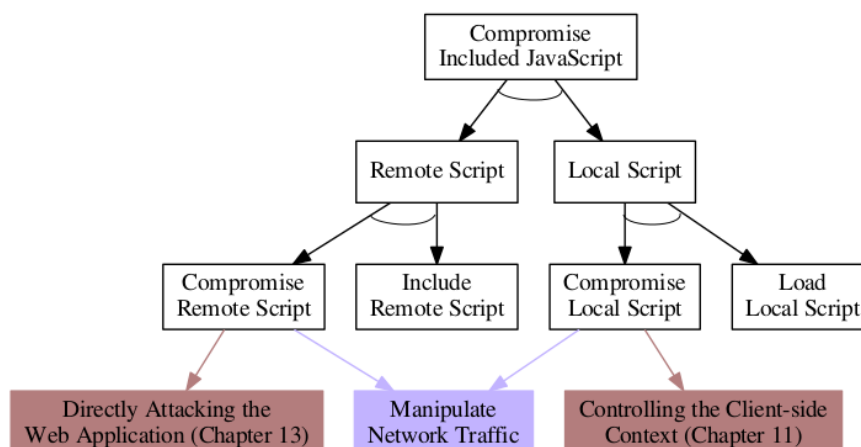 Compromise
Included JavaScript
Remote Script
Local Script
Compromise
Remote Script
Include
Remote Script
Compromise
Local Script
Load
Local Script
Directly Attacking the
Web Application (Chapter 13)
Manipulate
Network Traffic
Controlling the Client-side
Context (Chapter 11)